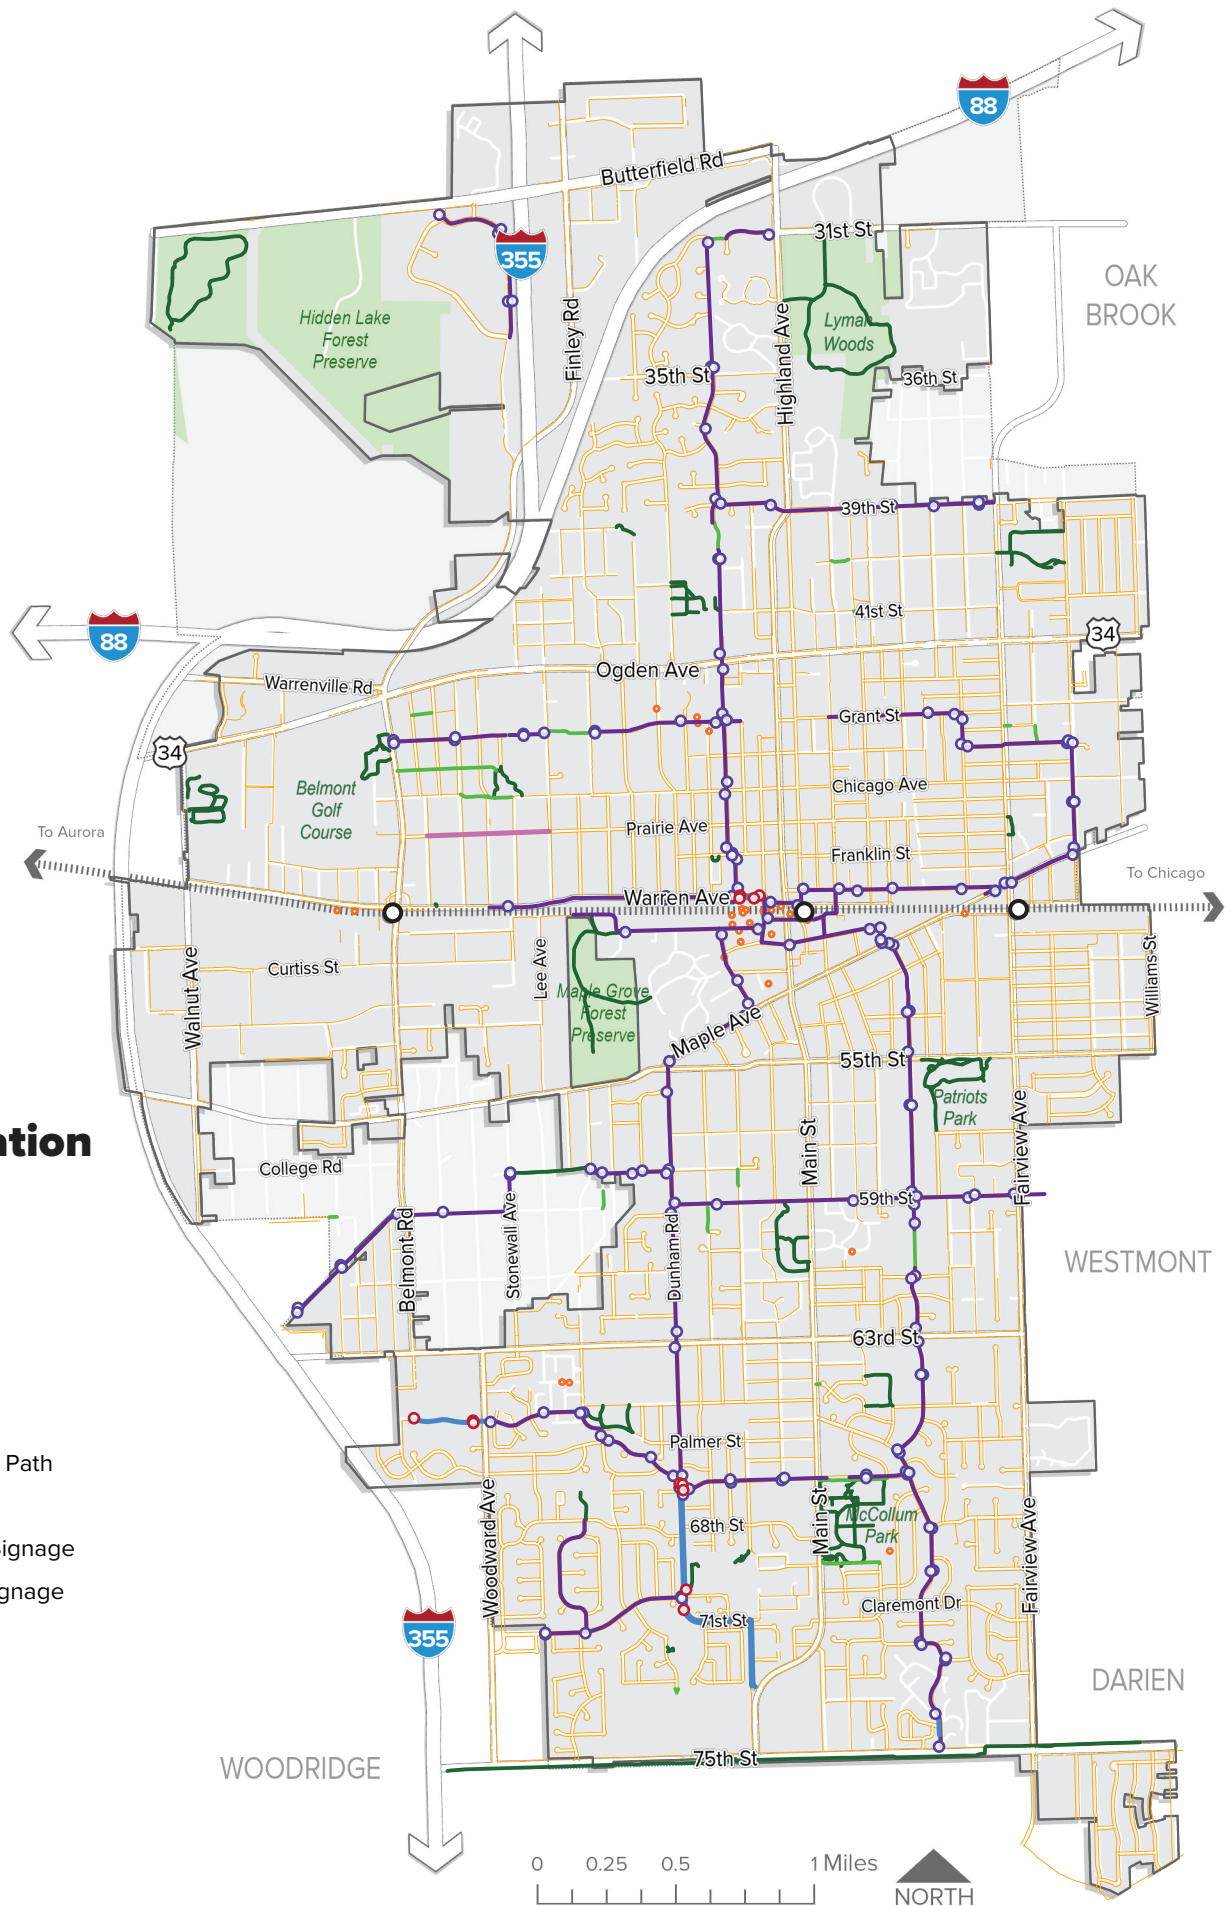 88
Butterfield Rd
31st St
355
OAK
BROOK
Hidden Lake
Forest
Preserve
Finley Rd
Highland Ave
Lyman
Woods
35th St
36th St
39th St
41st St
88
34
Ogden Ave
Warrenville Rd
Grant St
34
Belmont
Golf
Course
Chicago Ave
To Aurora
Prairie Ave
Franklin St
To Chicago
Warren Ave
Walnut Ave
Curtiss St
Lee Ave
Maple Grove
Forest
Preserve
Williams St
Maple Ave
55th St
Patriots
Park
ation
College Rd
Main St
Fairview Ave
Stonewall Ave
59th St
Belmont Rd
Dunham Rd
WESTMONT
63rd St
Palmer St
Path
Woodward Ave
Main St
McCollum
Park
68th St
Fairview Ave
ignage
gnage
Claremont Dr
71st St
355
DARIEN
WOODRIDGE
75th St
0 0.25 0.5 1 Miles
NORTH